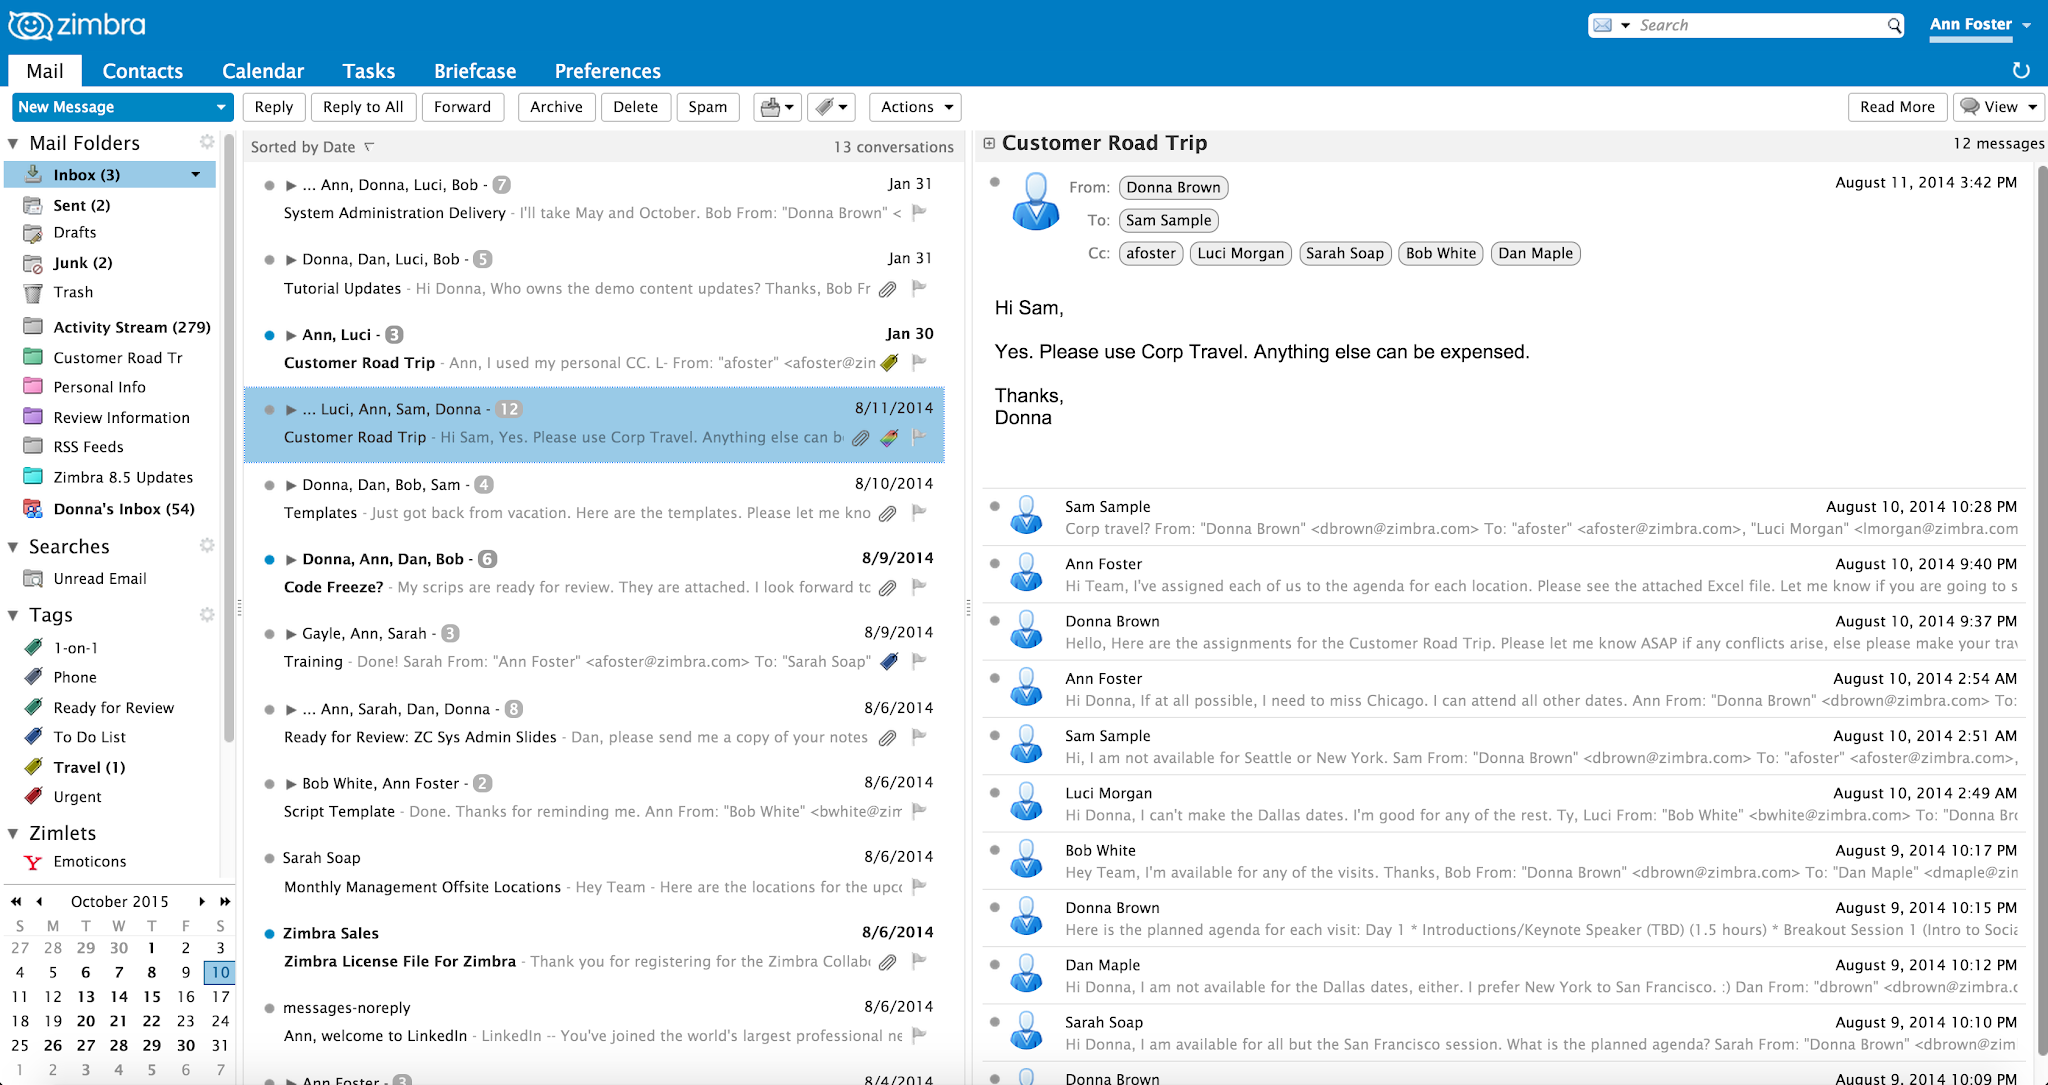 zimbra
Search
Ann Foster
Mail Contacts Calendar Tasks Briefcase Preferences
New Message Reply Reply to All Forward Archive Delete Spam Actions Read More View
Mail Folders
Inbox (3)
Sent (2)
Drafts
Junk (2)
Trash
Activity Stream (279)
Customer Road Tr
Personal Info
Review Information
RSS Feeds
Zimbra 8.5 Updates
Donna's Inbox (54)
Searches
Unread Email
Tags
1-on-1
Phone
Ready for Review
To Do List
Travel (1)
Urgent
Zimlets
Emoticons
October 2015
S M T W T F S
27 28 29 30 1 2 3
4 5 6 7 8 9 10
11 12 13 14 15 16 17
18 19 20 21 22 23 24
25 26 27 28 29 30 31
1 2 3 4 5 6 7
Sorted by Date 13 conversations
... Ann, Donna, Luci, Bob - 7 Jan 31
System Administration Delivery - I'll take May and October. Bob From: "Donna Brown" <
Donna, Dan, Luci, Bob - 5 Jan 31
Tutorial Updates - Hi Donna, Who owns the demo content updates? Thanks, Bob Fr
Ann, Luci - 3 Jan 30
Customer Road Trip - Ann, I used my personal CC. L- From: "afoster" <afoster@zin
... Luci, Ann, Sam, Donna - 12 8/11/2014
Customer Road Trip - Hi Sam, Yes. Please use Corp Travel. Anything else can be
Donna, Dan, Bob, Sam - 4 8/10/2014
Templates - Just got back from vacation. Here are the templates. Please let me kno
Donna, Ann, Dan, Bob - 6 8/9/2014
Code Freeze? - My scrips are ready for review. They are attached. I look forward to
Gayle, Ann, Sarah - 3 8/9/2014
Training - Done! Sarah From: "Ann Foster" <afoster@zimbra.com> To: "Sarah Soap"
... Ann, Sarah, Dan, Donna - 8 8/6/2014
Ready for Review: ZC Sys Admin Slides - Dan, please send me a copy of your notes
Bob White, Ann Foster - 2 8/6/2014
Script Template - Done. Thanks for reminding me. Ann From: "Bob White" <bwhite@zim
Sarah Soap 8/6/2014
Monthly Management Offsite Locations - Hey Team - Here are the locations for the upco
Zimbra Sales 8/6/2014
Zimbra License File For Zimbra - Thank you for registering for the Zimbra Collab
messages-noreply 8/6/2014
Ann, welcome to LinkedIn - LinkedIn -- You've joined the world's largest professional ne
Ann Foster - 3 8/4/2014
Customer Road Trip 12 messages
From: Donna Brown August 11, 2014 3:42 PM
To: Sam Sample
Cc: afoster Luci Morgan Sarah Soap Bob White Dan Maple
Hi Sam,
Yes. Please use Corp Travel. Anything else can be expensed.
Thanks,
Donna
Sam Sample August 10, 2014 10:28 PM
Corp travel? From: "Donna Brown" <dbrown@zimbra.com> To: "afoster" <afoster@zimbra.com>, "Luci Morgan" <lmorgan@zimbra.com
Ann Foster August 10, 2014 9:40 PM
Hi Team, I've assigned each of us to the agenda for each location. Please see the attached Excel file. Let me know if you are going to s
Donna Brown August 10, 2014 9:37 PM
Hello, Here are the assignments for the Customer Road Trip. Please let me know ASAP if any conflicts arise, else please make your trav
Ann Foster August 10, 2014 2:54 AM
Hi Donna, If at all possible, I need to miss Chicago. I can attend all other dates. Ann From: "Donna Brown" <dbrown@zimbra.com> To:
Sam Sample August 10, 2014 2:51 AM
Hi, I am not available for Seattle or New York. Sam From: "Donna Brown" <dbrown@zimbra.com> To: "afoster" <afoster@zimbra.com>,
Luci Morgan August 10, 2014 2:49 AM
Hi Donna, I can't make the Dallas dates. I'm good for any of the rest. Ty, Luci From: "Bob White" <bwhite@zimbra.com> To: "Donna Bro
Bob White August 9, 2014 10:17 PM
Hey Team, I'm available for any of the visits. Thanks, Bob From: "Donna Brown" <dbrown@zimbra.com> To: "Dan Maple" <dmaple@zin
Donna Brown August 9, 2014 10:15 PM
Here is the planned agenda for each visit: Day 1 * Introductions/Keynote Speaker (TBD) (1.5 hours) * Breakout Session 1 (Intro to Socia
Dan Maple August 9, 2014 10:12 PM
Hi Donna, I am not available for the Dallas dates, either. I prefer New York to San Francisco. :) Dan From: "dbrown" <dbrown@zimbra.c
Sarah Soap August 9, 2014 10:10 PM
Hi Donna, I am available for all but the San Francisco session. What is the planned agenda? Sarah From: "Donna Brown" <dbrown@zim
Donna Brown August 9, 2014 10:09 PM